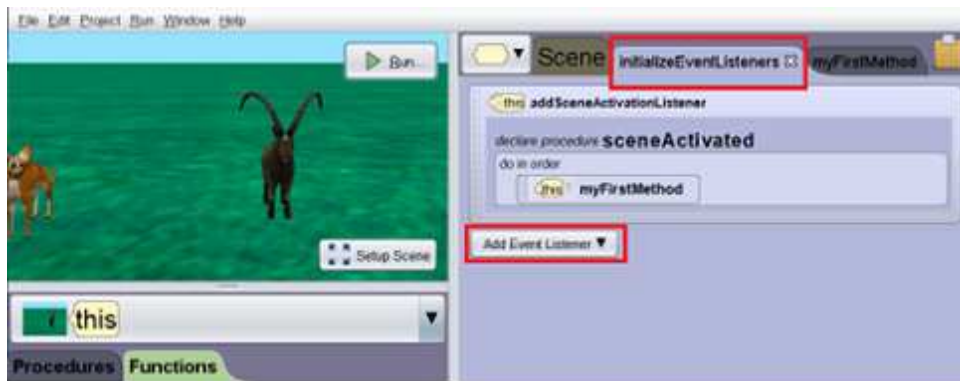 File Edit Project Run Window Help
Run...
Scene initializeEventListeners myFirstMethod
this addSceneActivationListener
declare procedure sceneActivated
do in order
this myFirstMethod
Add Event Listener
Setup Scene
this
Procedures Functions